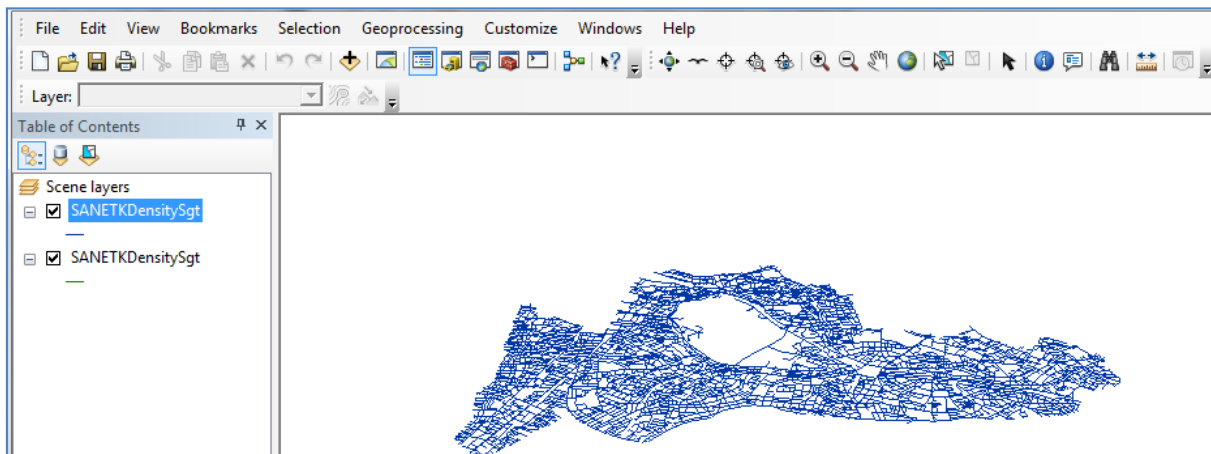 File Edit View Bookmarks Selection Geoprocessing Customize Windows Help
Layer:
Table of Contents
Scene layers
SANETKDensitySgt
SANETKDensitySgt